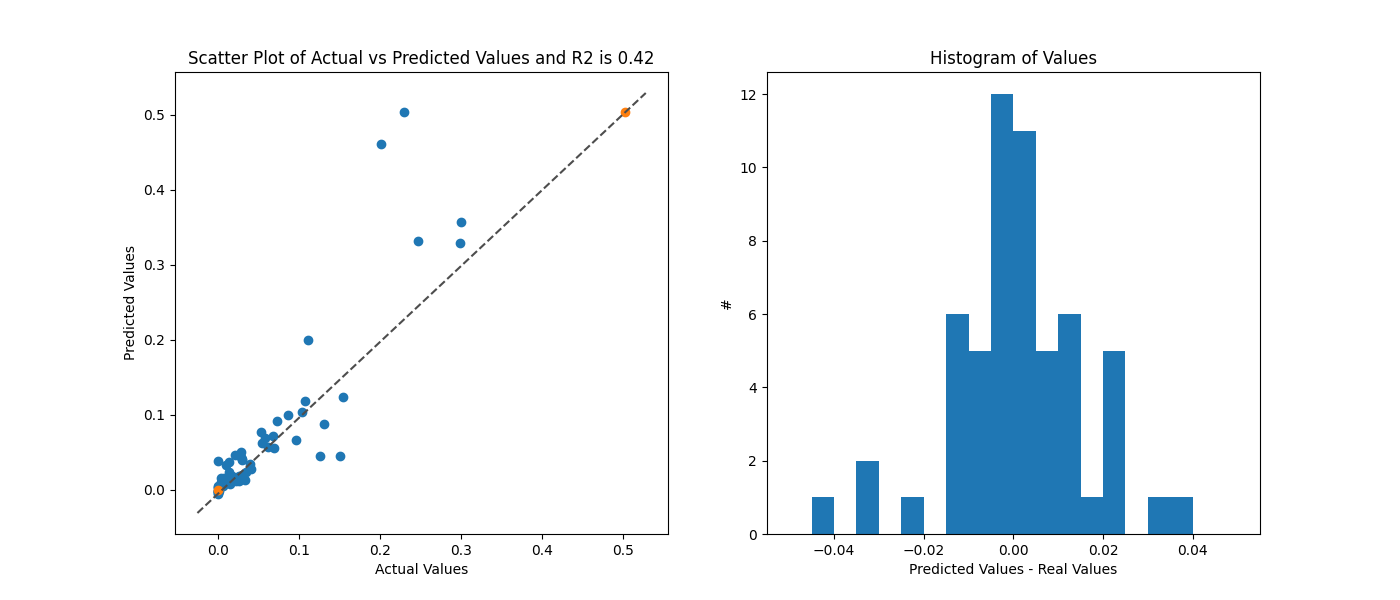 Scatter Plot of Actual vs Predicted Values and R2 is 0.42
Predicted Values
0.5
0.4
0.3
0.2
0.1
0.0
0.0 0.1 0.2 0.3 0.4 0.5
Actual Values
Histogram of Values
#
12
10
8
6
4
2
0
−0.04 −0.02 0.00 0.02 0.04
Predicted Values - Real Values